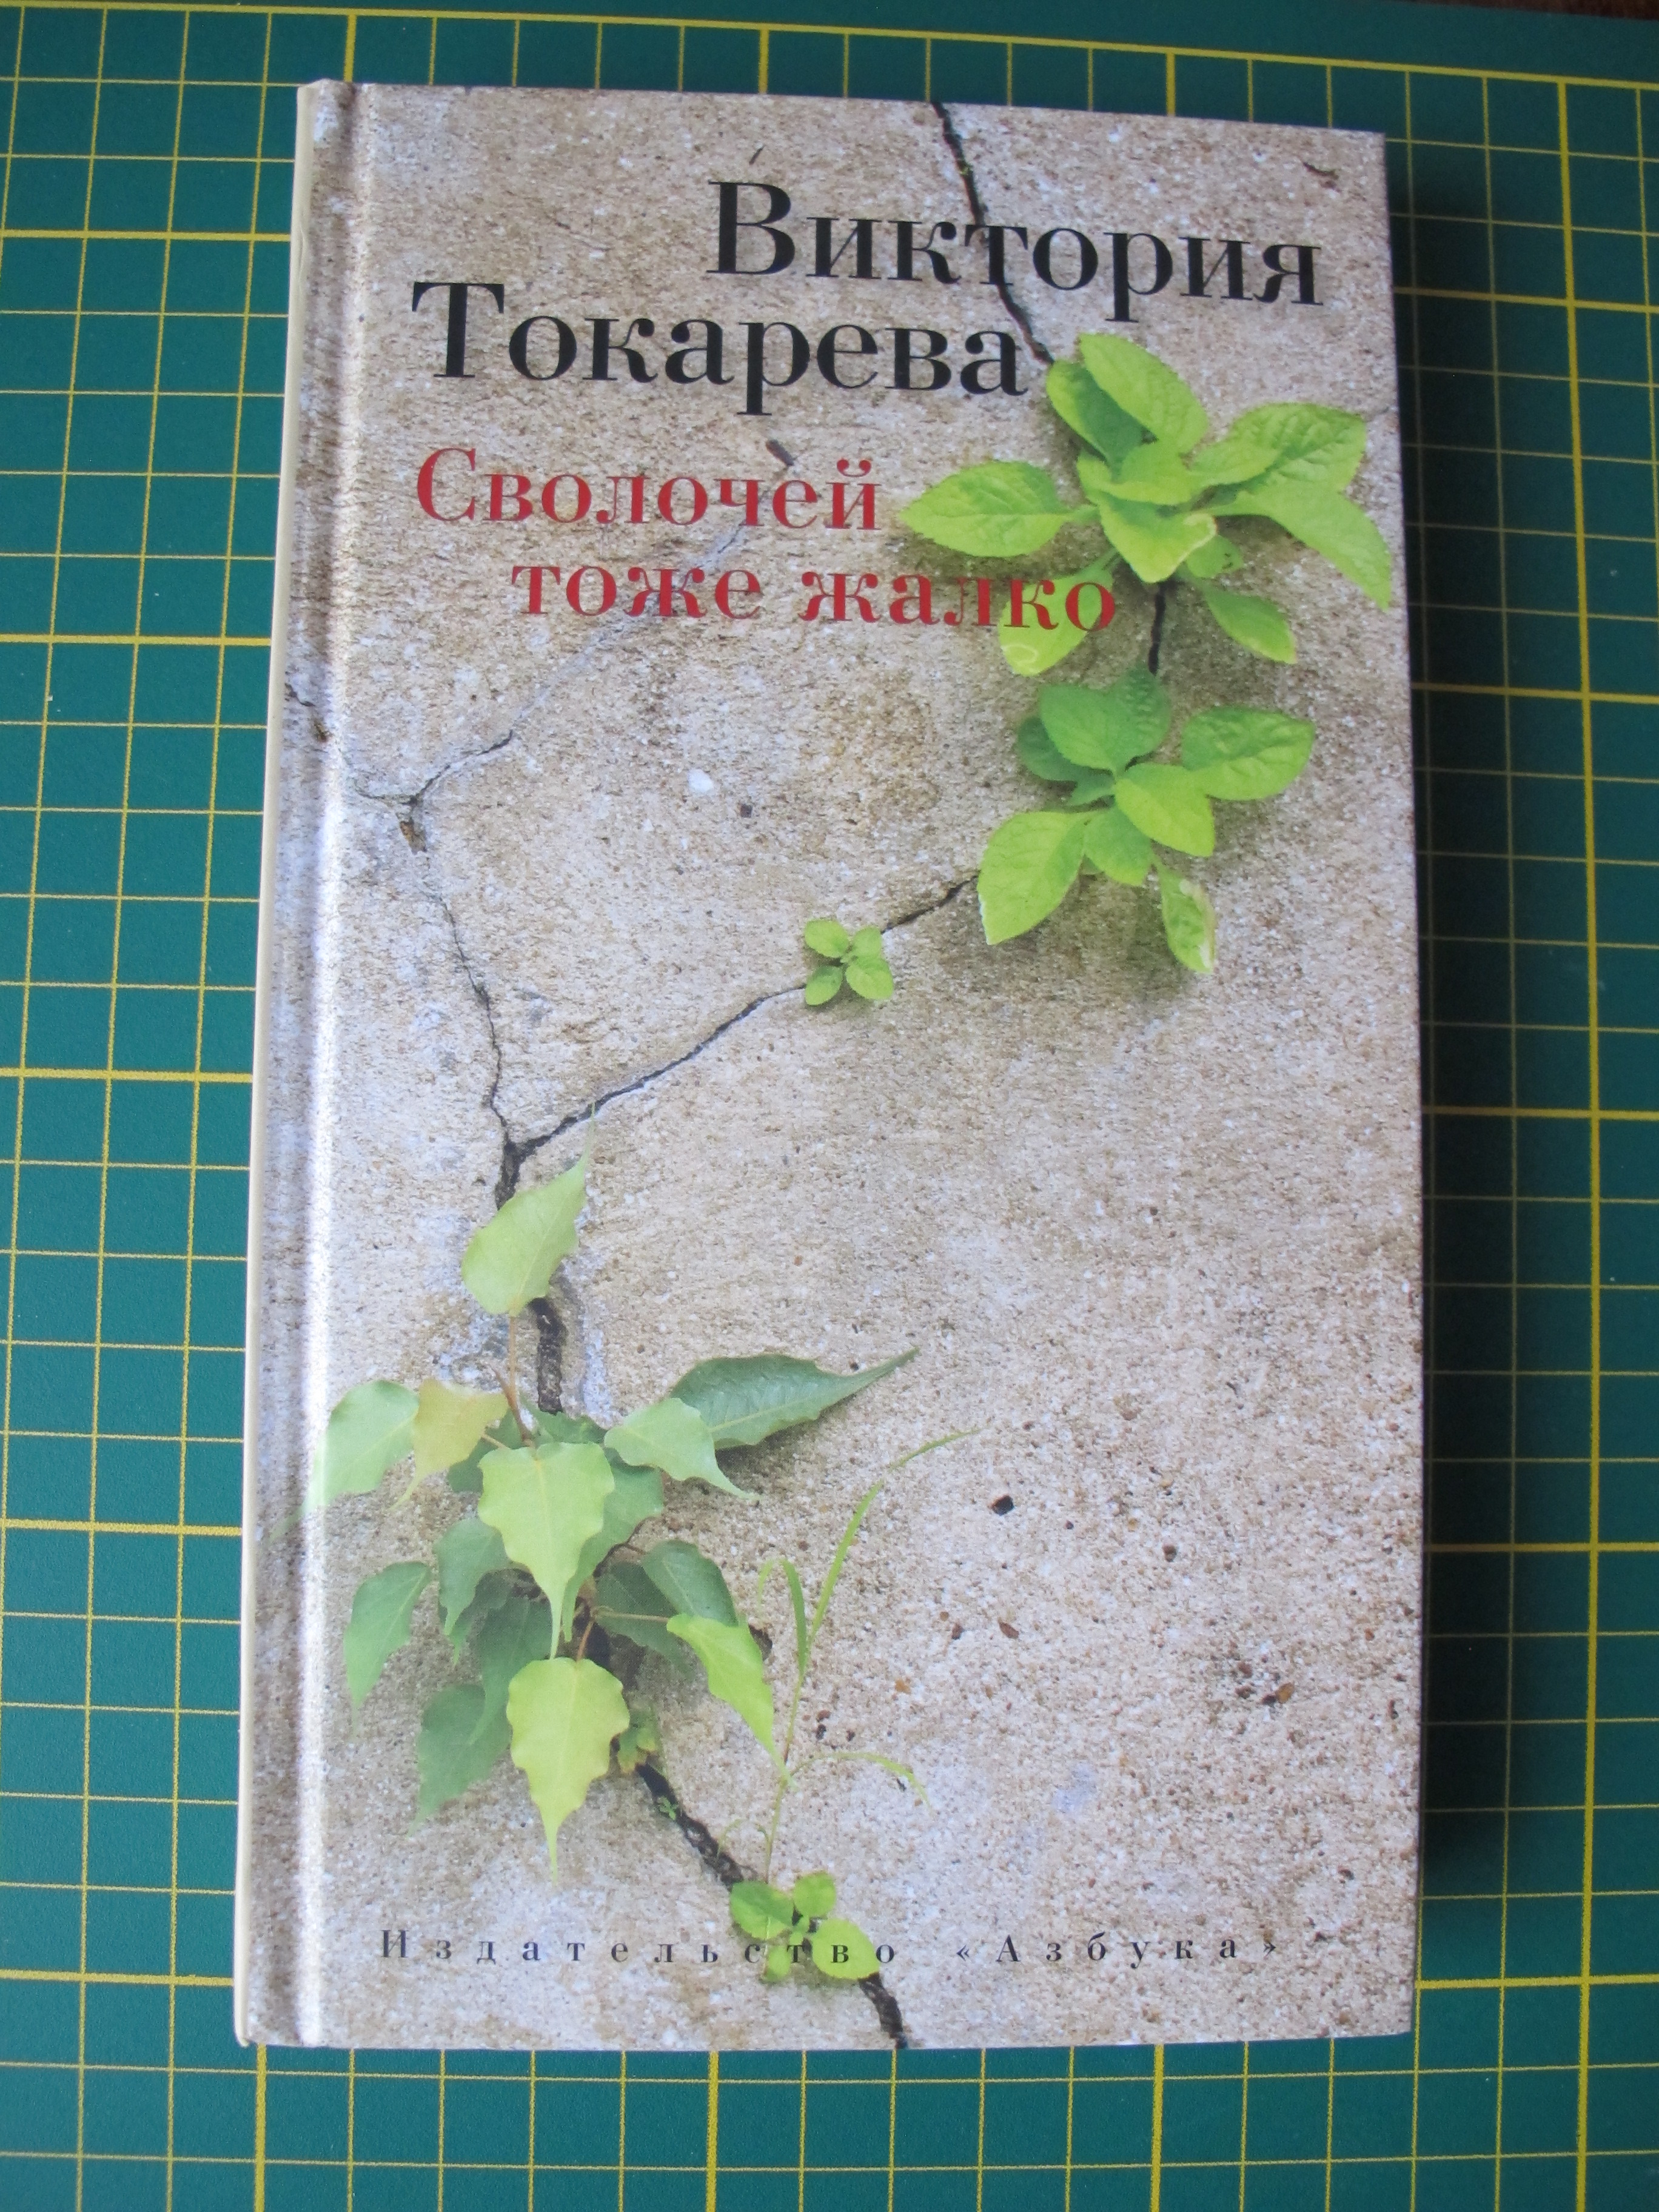 Виктория
Токарева
Сволочей
тоже жалко
Издательство «Азбука»